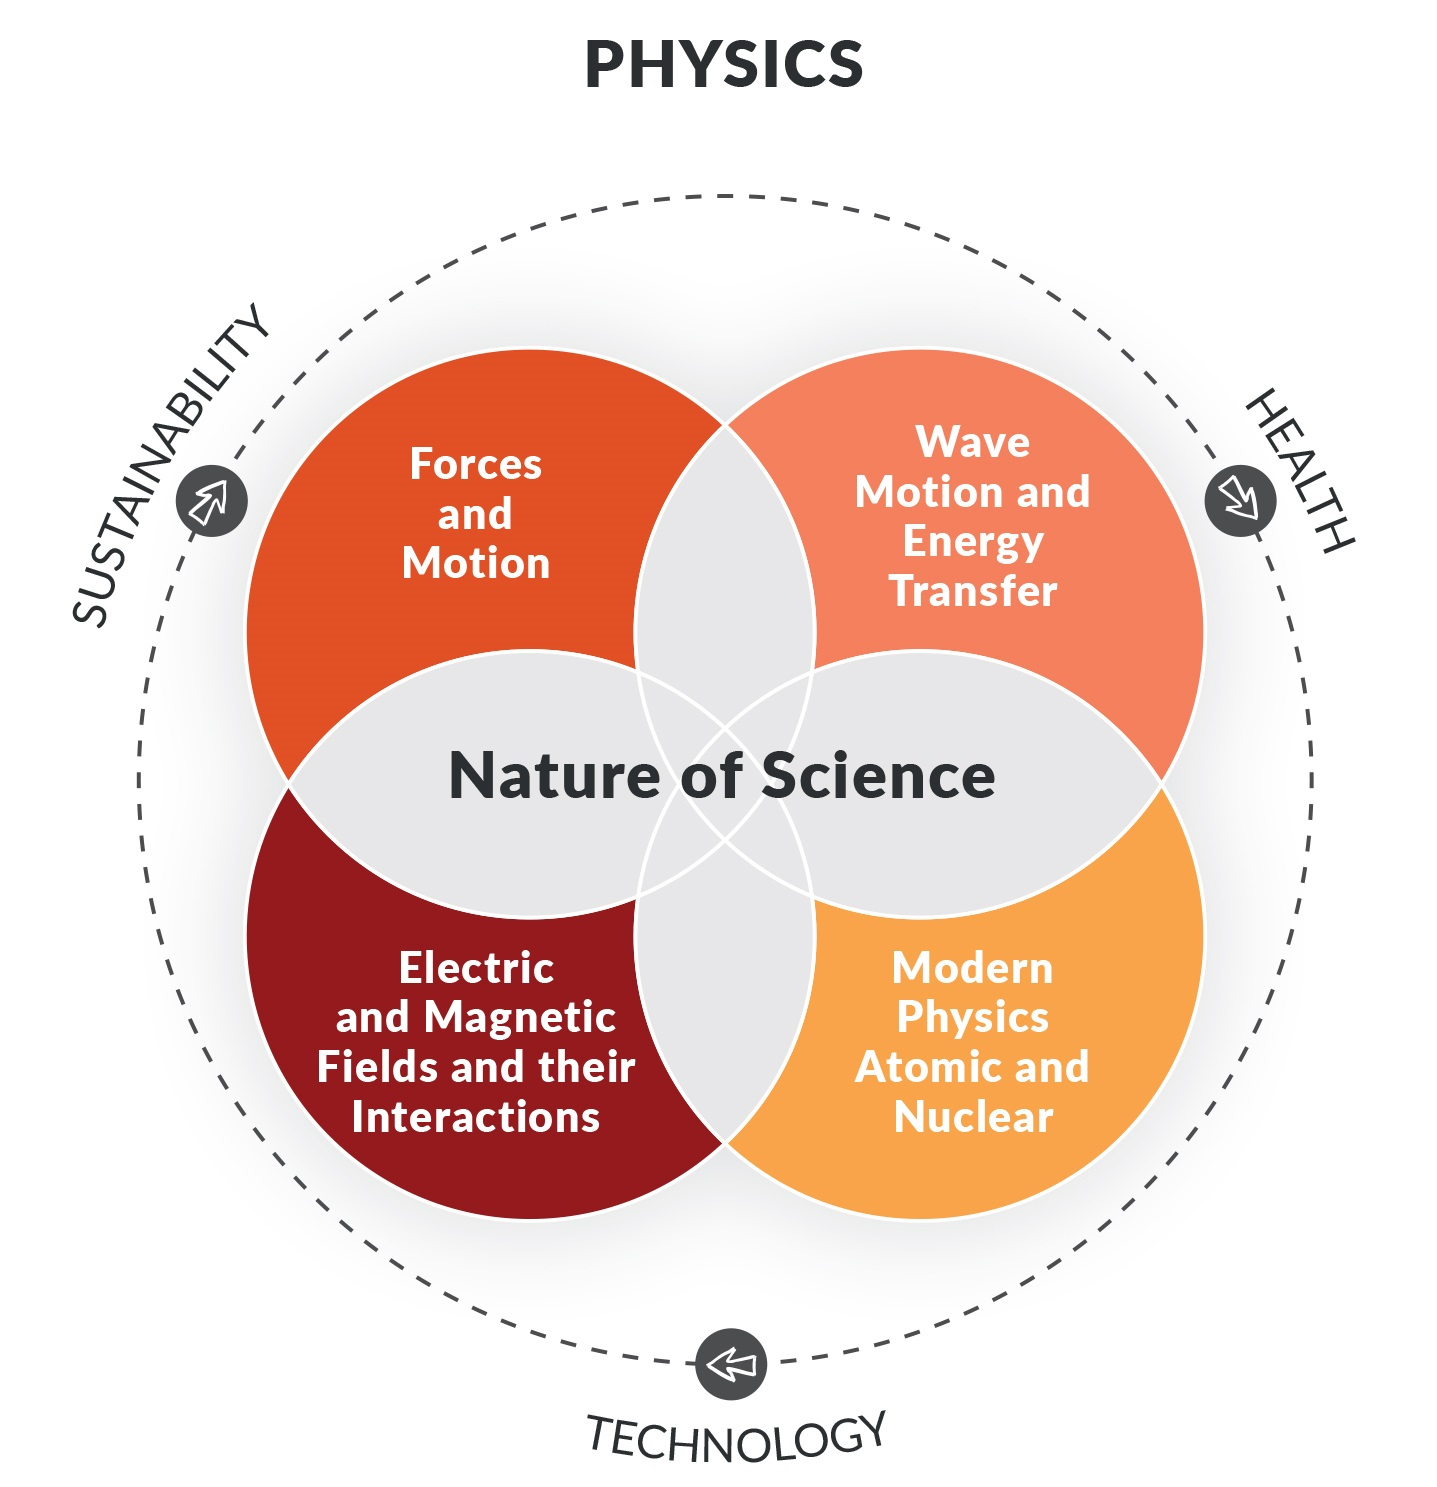 PHYSICS
SUSTAINABILITY
HEALTH
Forces
and
Motion
Wave
Motion and
Energy
Transfer
Nature of Science
Electric
and Magnetic
Fields and their
Interactions
Modern
Physics
Atomic and
Nuclear
TECHNOLOGY